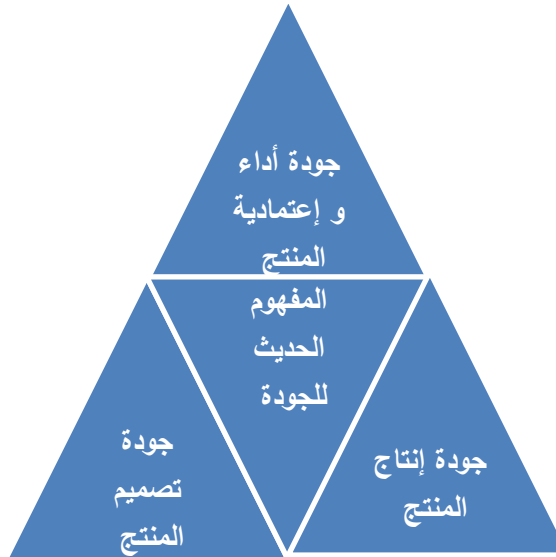 جودة أداء
و إعتمادية
المنتج
المفهوم
الحديث
للجودة
جودة إنتاج
المنتج
جودة
تصميم
المنتج